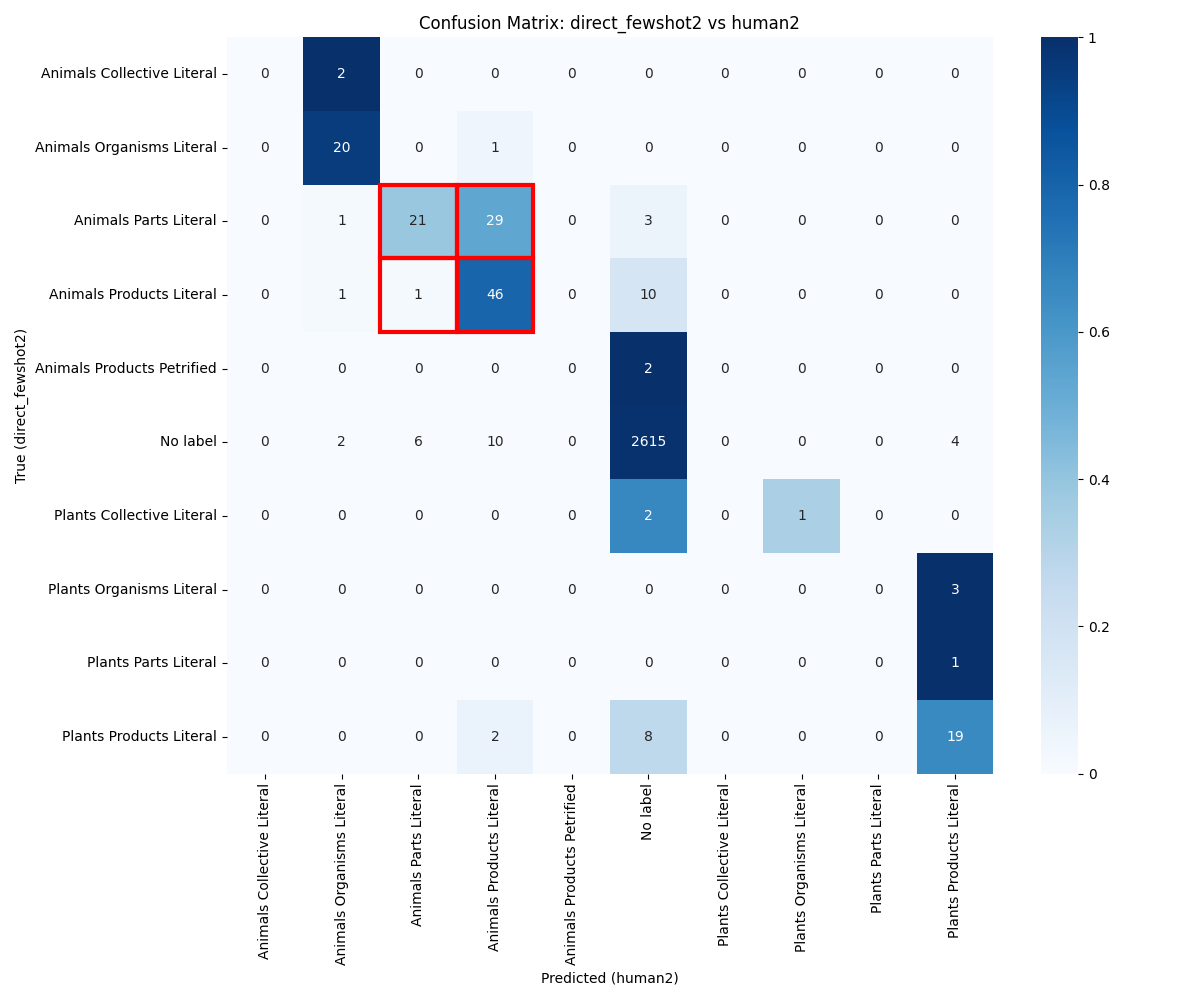 Confusion Matrix: direct_fewshot2 vs human2
Animals Collective Literal 0 2 0 0 0 0 0 0 0 0
Animals Organisms Literal 0 20 0 1 0 0 0 0 0 0
Animals Parts Literal 0 1 21 29 0 3 0 0 0 0
Animals Products Literal 0 1 1 46 0 10 0 0 0 0
Animals Products Petrified 0 0 0 0 0 2 0 0 0 0
No label 0 2 6 10 0 2615 0 0 0 4
Plants Collective Literal 0 0 0 0 0 2 0 1 0 0
Plants Organisms Literal 0 0 0 0 0 0 0 0 0 3
Plants Parts Literal 0 0 0 0 0 0 0 0 0 1
Plants Products Literal 0 0 0 2 0 8 0 0 0 19
True (direct_fewshot2)
Animals Collective Literal
Animals Organisms Literal
Animals Parts Literal
Animals Products Literal
Animals Products Petrified
No label
Plants Collective Literal
Plants Organisms Literal
Plants Parts Literal
Plants Products Literal
Predicted (human2)
1
0.8
0.6
0.4
0.2
0